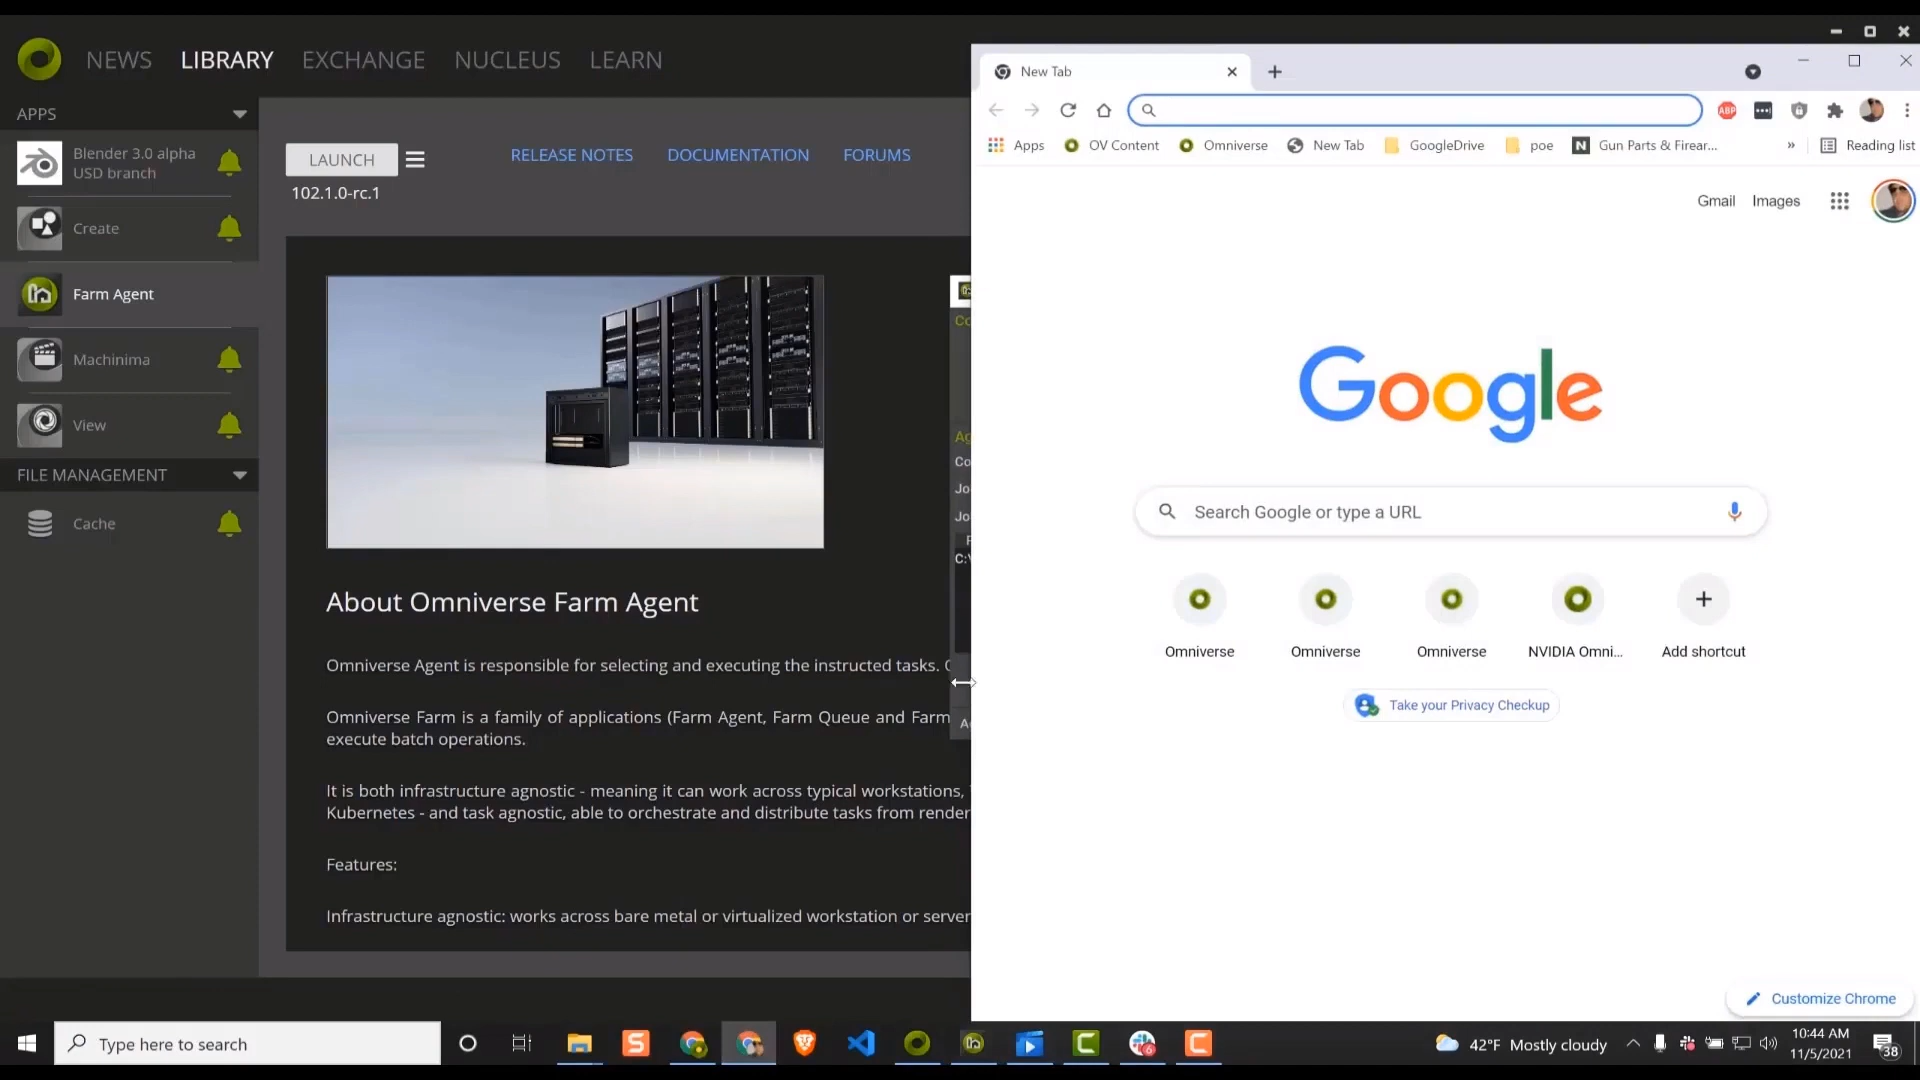 NEWS LIBRARY EXCHANGE NUCLEUS LEARN
APPS
Blender 3.0 alpha
USD branch
Create
Farm Agent
Machinima
View
FILE MANAGEMENT
Cache
LAUNCH
102.1.0-rc.1
RELEASE NOTES DOCUMENTATION FORUMS
About Omniverse Farm Agent
Omniverse Agent is responsible for selecting and executing the instructed tasks.
Omniverse Farm is a family of applications (Farm Agent, Farm Queue and Farm
execute batch operations.
It is both infrastructure agnostic - meaning it can work across typical workstations,
Kubernetes - and task agnostic, able to orchestrate and distribute tasks from render
Features:
Infrastructure agnostic: works across bare metal or virtualized workstation or server
Co
Ag
Co
Jo
Jo
C:\
New Tab
ABP
Apps OV Content Omniverse New Tab GoogleDrive poe N Gun Parts & Firear... » Reading list
Gmail Images
Google
Search Google or type a URL
Omniverse Omniverse Omniverse NVIDIA Omni... Add shortcut
Take your Privacy Checkup
Customize Chrome
Type here to search
42°F Mostly cloudy
10:44 AM
11/5/2021
38